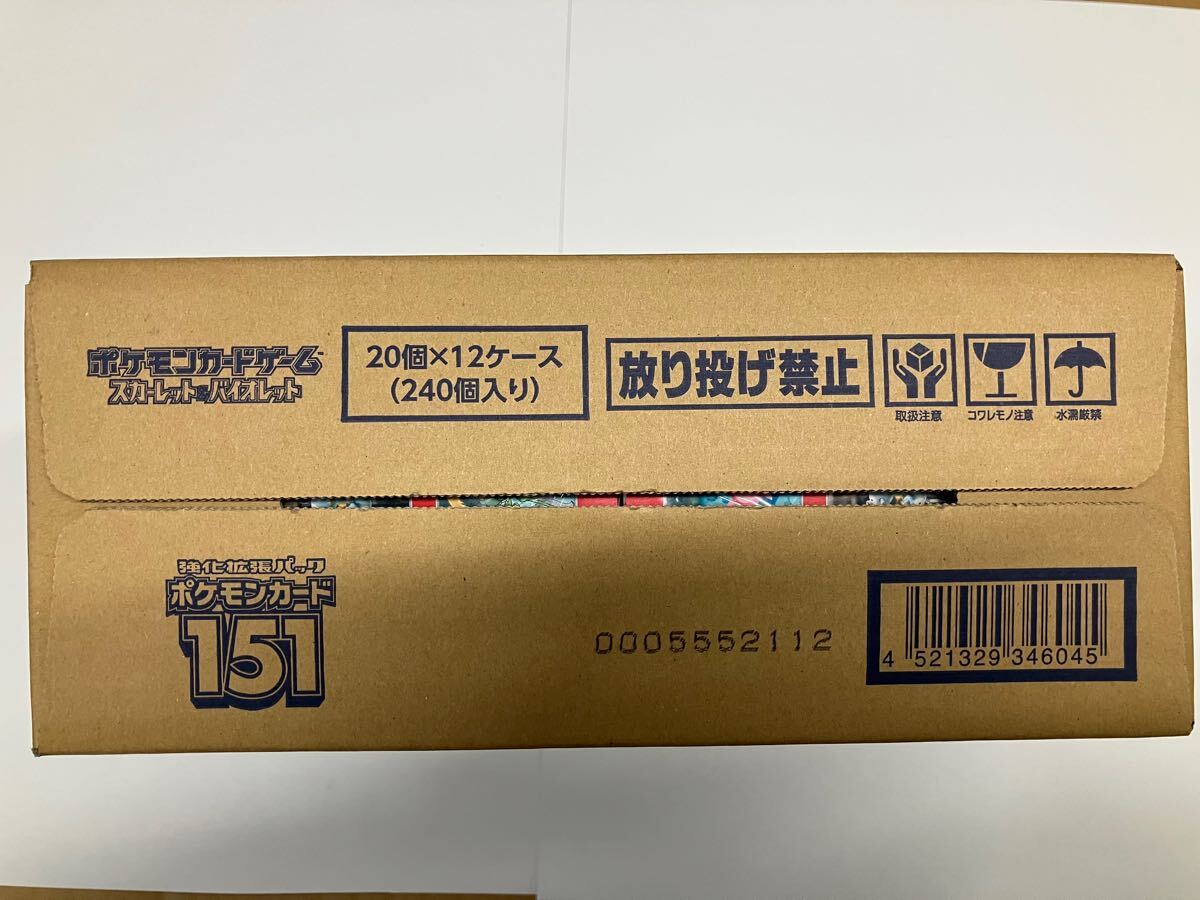 ポケモンカードゲーム
スカーレット&バイオレット
20個×12ケース
(240個入り)
放り投げ禁止
取扱注意
コワレモノ注意
水濡厳禁
強化拡張パック
ポケモンカード
151
0005552112
4 521329 346045